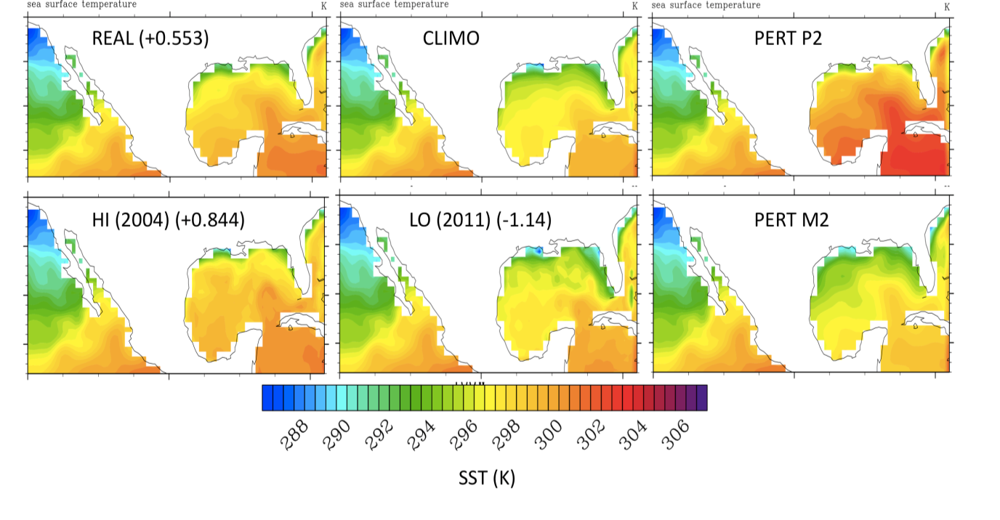 sea surface temperature K
sea surface temperature K
sea surface temperature K
REAL (+0.553)
CLIMO
PERT P2
HI (2004) (+0.844)
LO (2011) (-1.14)
PERT M2
288 290 292 294 296 298 300 302 304 306
SST (K)